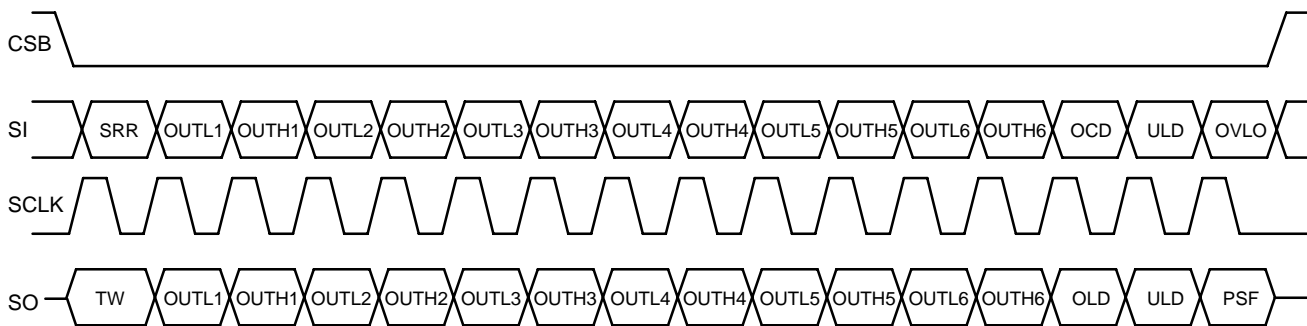 CSB
SI SRR OUTL1 OUTH1 OUTL2 OUTH2 OUTL3 OUTH3 OUTL4 OUTH4 OUTL5 OUTH5 OUTL6 OUTH6 OCD ULD OVLO
SCLK
SO TW OUTL1 OUTH1 OUTL2 OUTH2 OUTL3 OUTH3 OUTL4 OUTH4 OUTL5 OUTH5 OUTL6 OUTH6 OLD ULD PSF